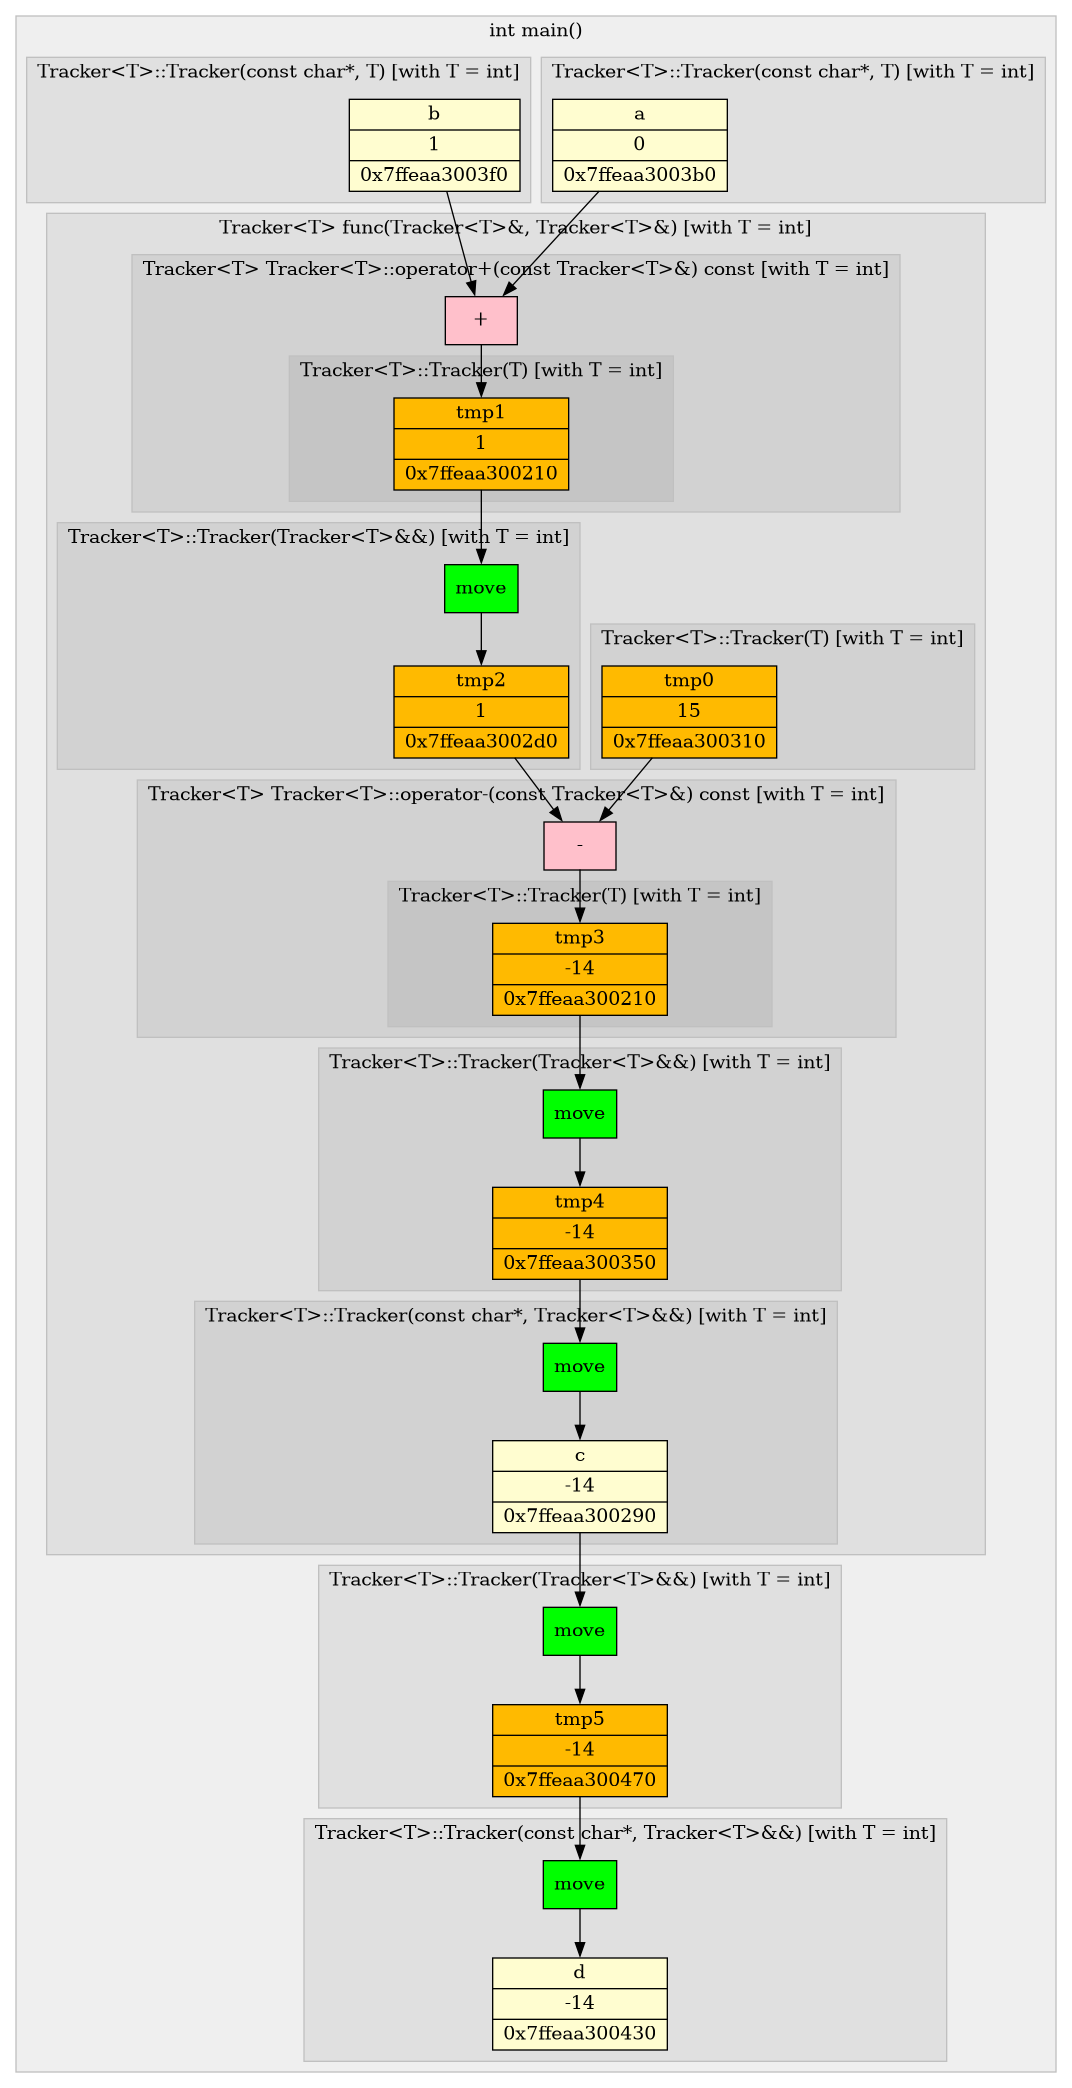 int main()
Tracker<T>::Tracker(const char*, T) [with T = int]
b
1
0x7ffeaa3003f0
Tracker<T>::Tracker(const char*, T) [with T = int]
a
0
0x7ffeaa3003b0
Tracker<T> func(Tracker<T>&, Tracker<T>&) [with T = int]
Tracker<T> Tracker<T>::operator+(const Tracker<T>&) const [with T = int]
+
Tracker<T>::Tracker(T) [with T = int]
tmp1
1
0x7ffeaa300210
Tracker<T>::Tracker(Tracker<T>&&) [with T = int]
move
tmp2
1
0x7ffeaa3002d0
Tracker<T>::Tracker(T) [with T = int]
tmp0
15
0x7ffeaa300310
Tracker<T> Tracker<T>::operator-(const Tracker<T>&) const [with T = int]
-
Tracker<T>::Tracker(T) [with T = int]
tmp3
-14
0x7ffeaa300210
Tracker<T>::Tracker(Tracker<T>&&) [with T = int]
move
tmp4
-14
0x7ffeaa300350
Tracker<T>::Tracker(const char*, Tracker<T>&&) [with T = int]
move
c
-14
0x7ffeaa300290
Tracker<T>::Tracker(Tracker<T>&&) [with T = int]
move
tmp5
-14
0x7ffeaa300470
Tracker<T>::Tracker(const char*, Tracker<T>&&) [with T = int]
move
d
-14
0x7ffeaa300430